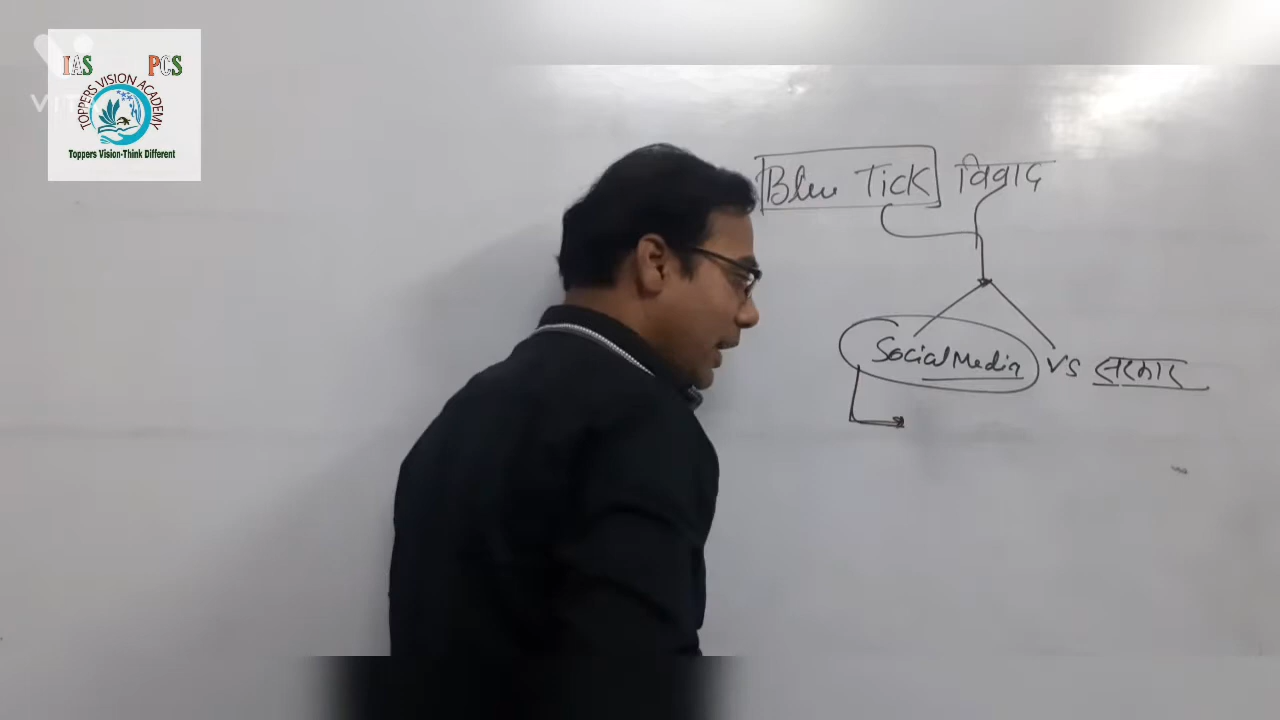 IAS PCS
TOPPERS VISION ACADEMY
Toppers Vision-Think Different
Blue Tick विवाद
Social Media VS सरकार